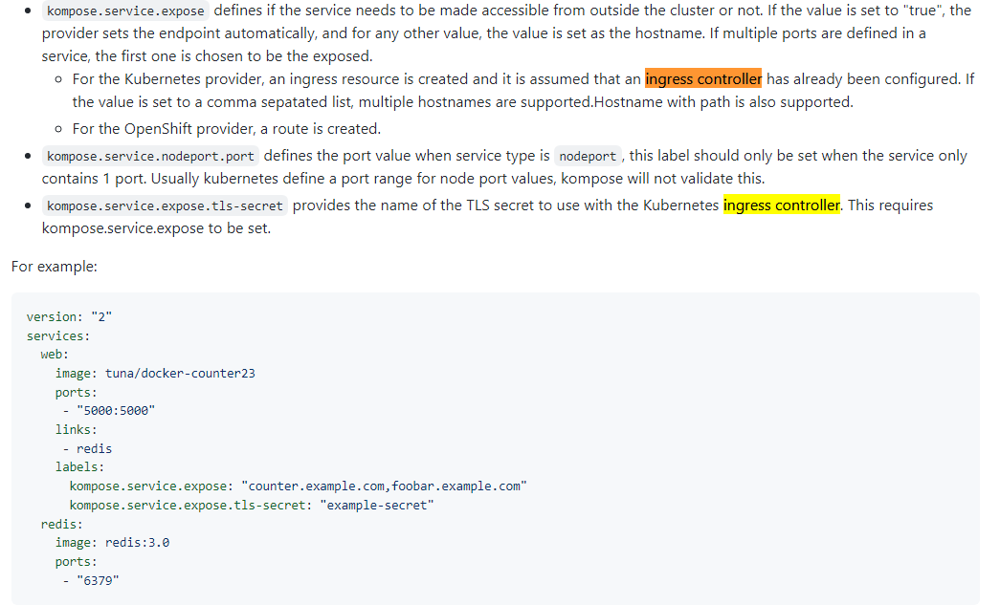 kompose.service.expose defines if the service needs to be made accessible from outside the cluster or not. If the value is set to "true", the
provider sets the endpoint automatically, and for any other value, the value is set as the hostname. If multiple ports are defined in a
service, the first one is chosen to be the exposed.
For the Kubernetes provider, an ingress resource is created and it is assumed that an ingress controller has already been configured. If
the value is set to a comma sepatated list, multiple hostnames are supported.Hostname with path is also supported.
For the OpenShift provider, a route is created.
kompose.service.nodeport.port defines the port value when service type is nodeport , this label should only be set when the service only
contains 1 port. Usually kubernetes define a port range for node port values, kompose will not validate this.
kompose.service.expose.tls-secret provides the name of the TLS secret to use with the Kubernetes ingress controller. This requires
kompose.service.expose to be set.
For example:
version: "2"
services:
  web:
    image: tuna/docker-counter23
    ports:
     - "5000:5000"
    links:
     - redis
    labels:
      kompose.service.expose: "counter.example.com,foobar.example.com"
      kompose.service.expose.tls-secret: "example-secret"
  redis:
    image: redis:3.0
    ports:
     - "6379"